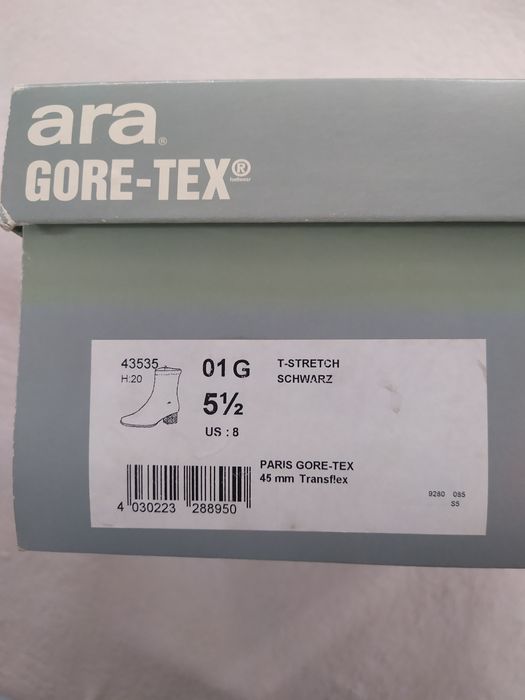 ara®
GORE-TEX®
footwear
43535
H:20
01 G
5½
US : 8
T-STRETCH
SCHWARZ
PARIS GORE-TEX
45 mm Transflex
4 030223 288950
9280 085
S5